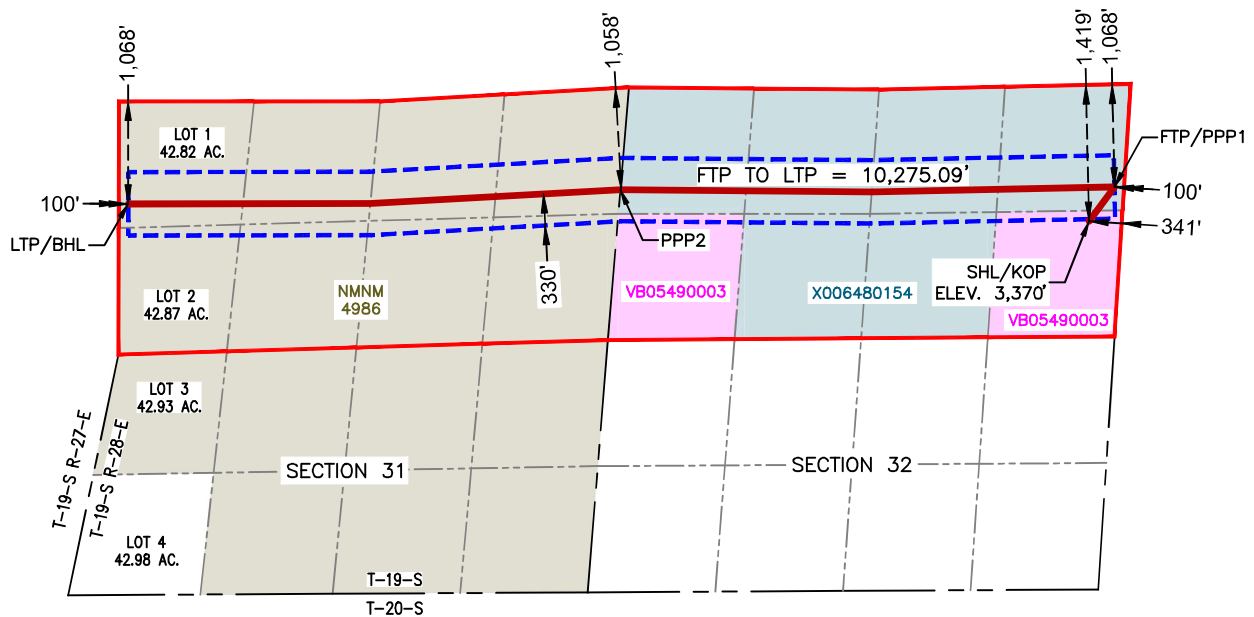 1,068'
1,058'
1,419'
1,068'
LOT 1
42.82 AC.
FTP/PPP1
FTP TO LTP = 10,275.09'
100'
100'
341'
LTP/BHL
PPP2
330'
SHL/KOP
ELEV. 3,370'
LOT 2
42.87 AC.
NMNM
4986
VB05490003
X006480154
VB05490003
LOT 3
42.93 AC.
T-19-S R-27-E
T-19-S R-28-E
SECTION 31
SECTION 32
LOT 4
42.98 AC.
T-19-S
T-20-S